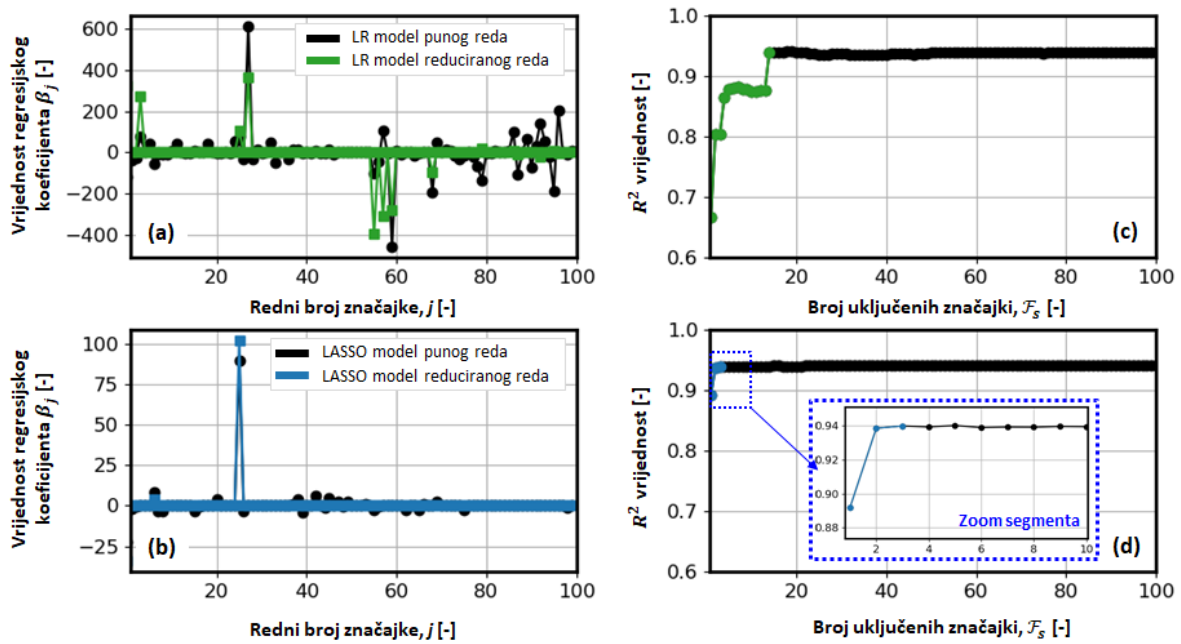 Vrijednost regresijskog
koeficijenta βj [-]
600
400
200
0
−200
−400
LR model punog reda
LR model reduciranog reda
(a)
20 40 60 80 100
Redni broj značajke, j [-]
R² vrijednost [-]
1.0
0.9
0.8
0.7
0.6
(c)
20 40 60 80 100
Broj uključenih značajki, ℱs [-]
Vrijednost regresijskog
koeficijenta βj [-]
100
75
50
25
0
−25
LASSO model punog reda
LASSO model reduciranog reda
(b)
20 40 60 80 100
Redni broj značajke, j [-]
R² vrijednost [-]
1.0
0.9
0.8
0.7
0.6
0.94
0.92
0.90
0.88
2 4 6 8 10
Zoom segmenta
(d)
20 40 60 80 100
Broj uključenih značajki, ℱs [-]